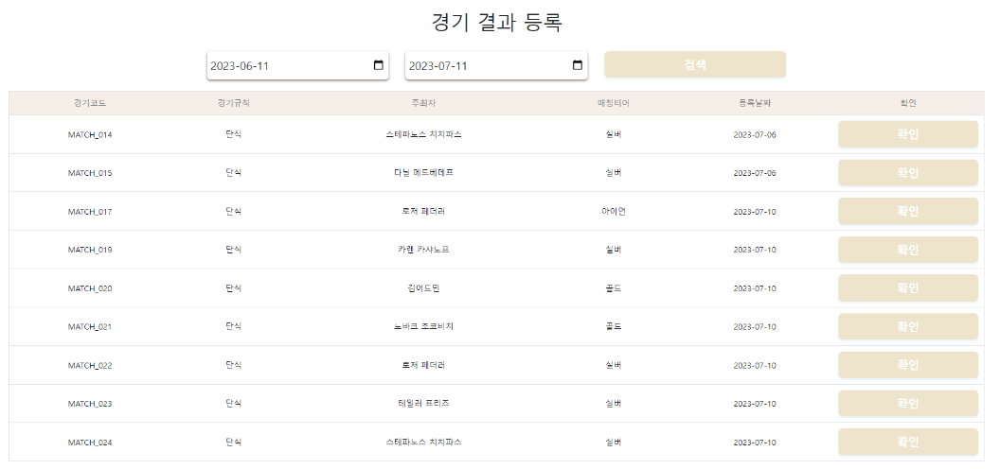 경기 결과 등록
2023-06-11 2023-07-11 검색
경기코드 경기규칙 주최자 매칭티어 등록날짜 확인
MATCH_014 단식 스테파노스 치치파스 실버 2023-07-06 확인
MATCH_015 단식 다닐 메드베데프 실버 2023-07-06 확인
MATCH_017 단식 로저 페더러 아이언 2023-07-10 확인
MATCH_019 단식 카렌 카차노프 실버 2023-07-10 확인
MATCH_020 단식 김어드민 골드 2023-07-10 확인
MATCH_021 단식 노바크 조코비치 골드 2023-07-10 확인
MATCH_022 단식 로저 페더러 실버 2023-07-10 확인
MATCH_023 단식 테일러 프리츠 실버 2023-07-10 확인
MATCH_024 단식 스테파노스 치치파스 실버 2023-07-10 확인